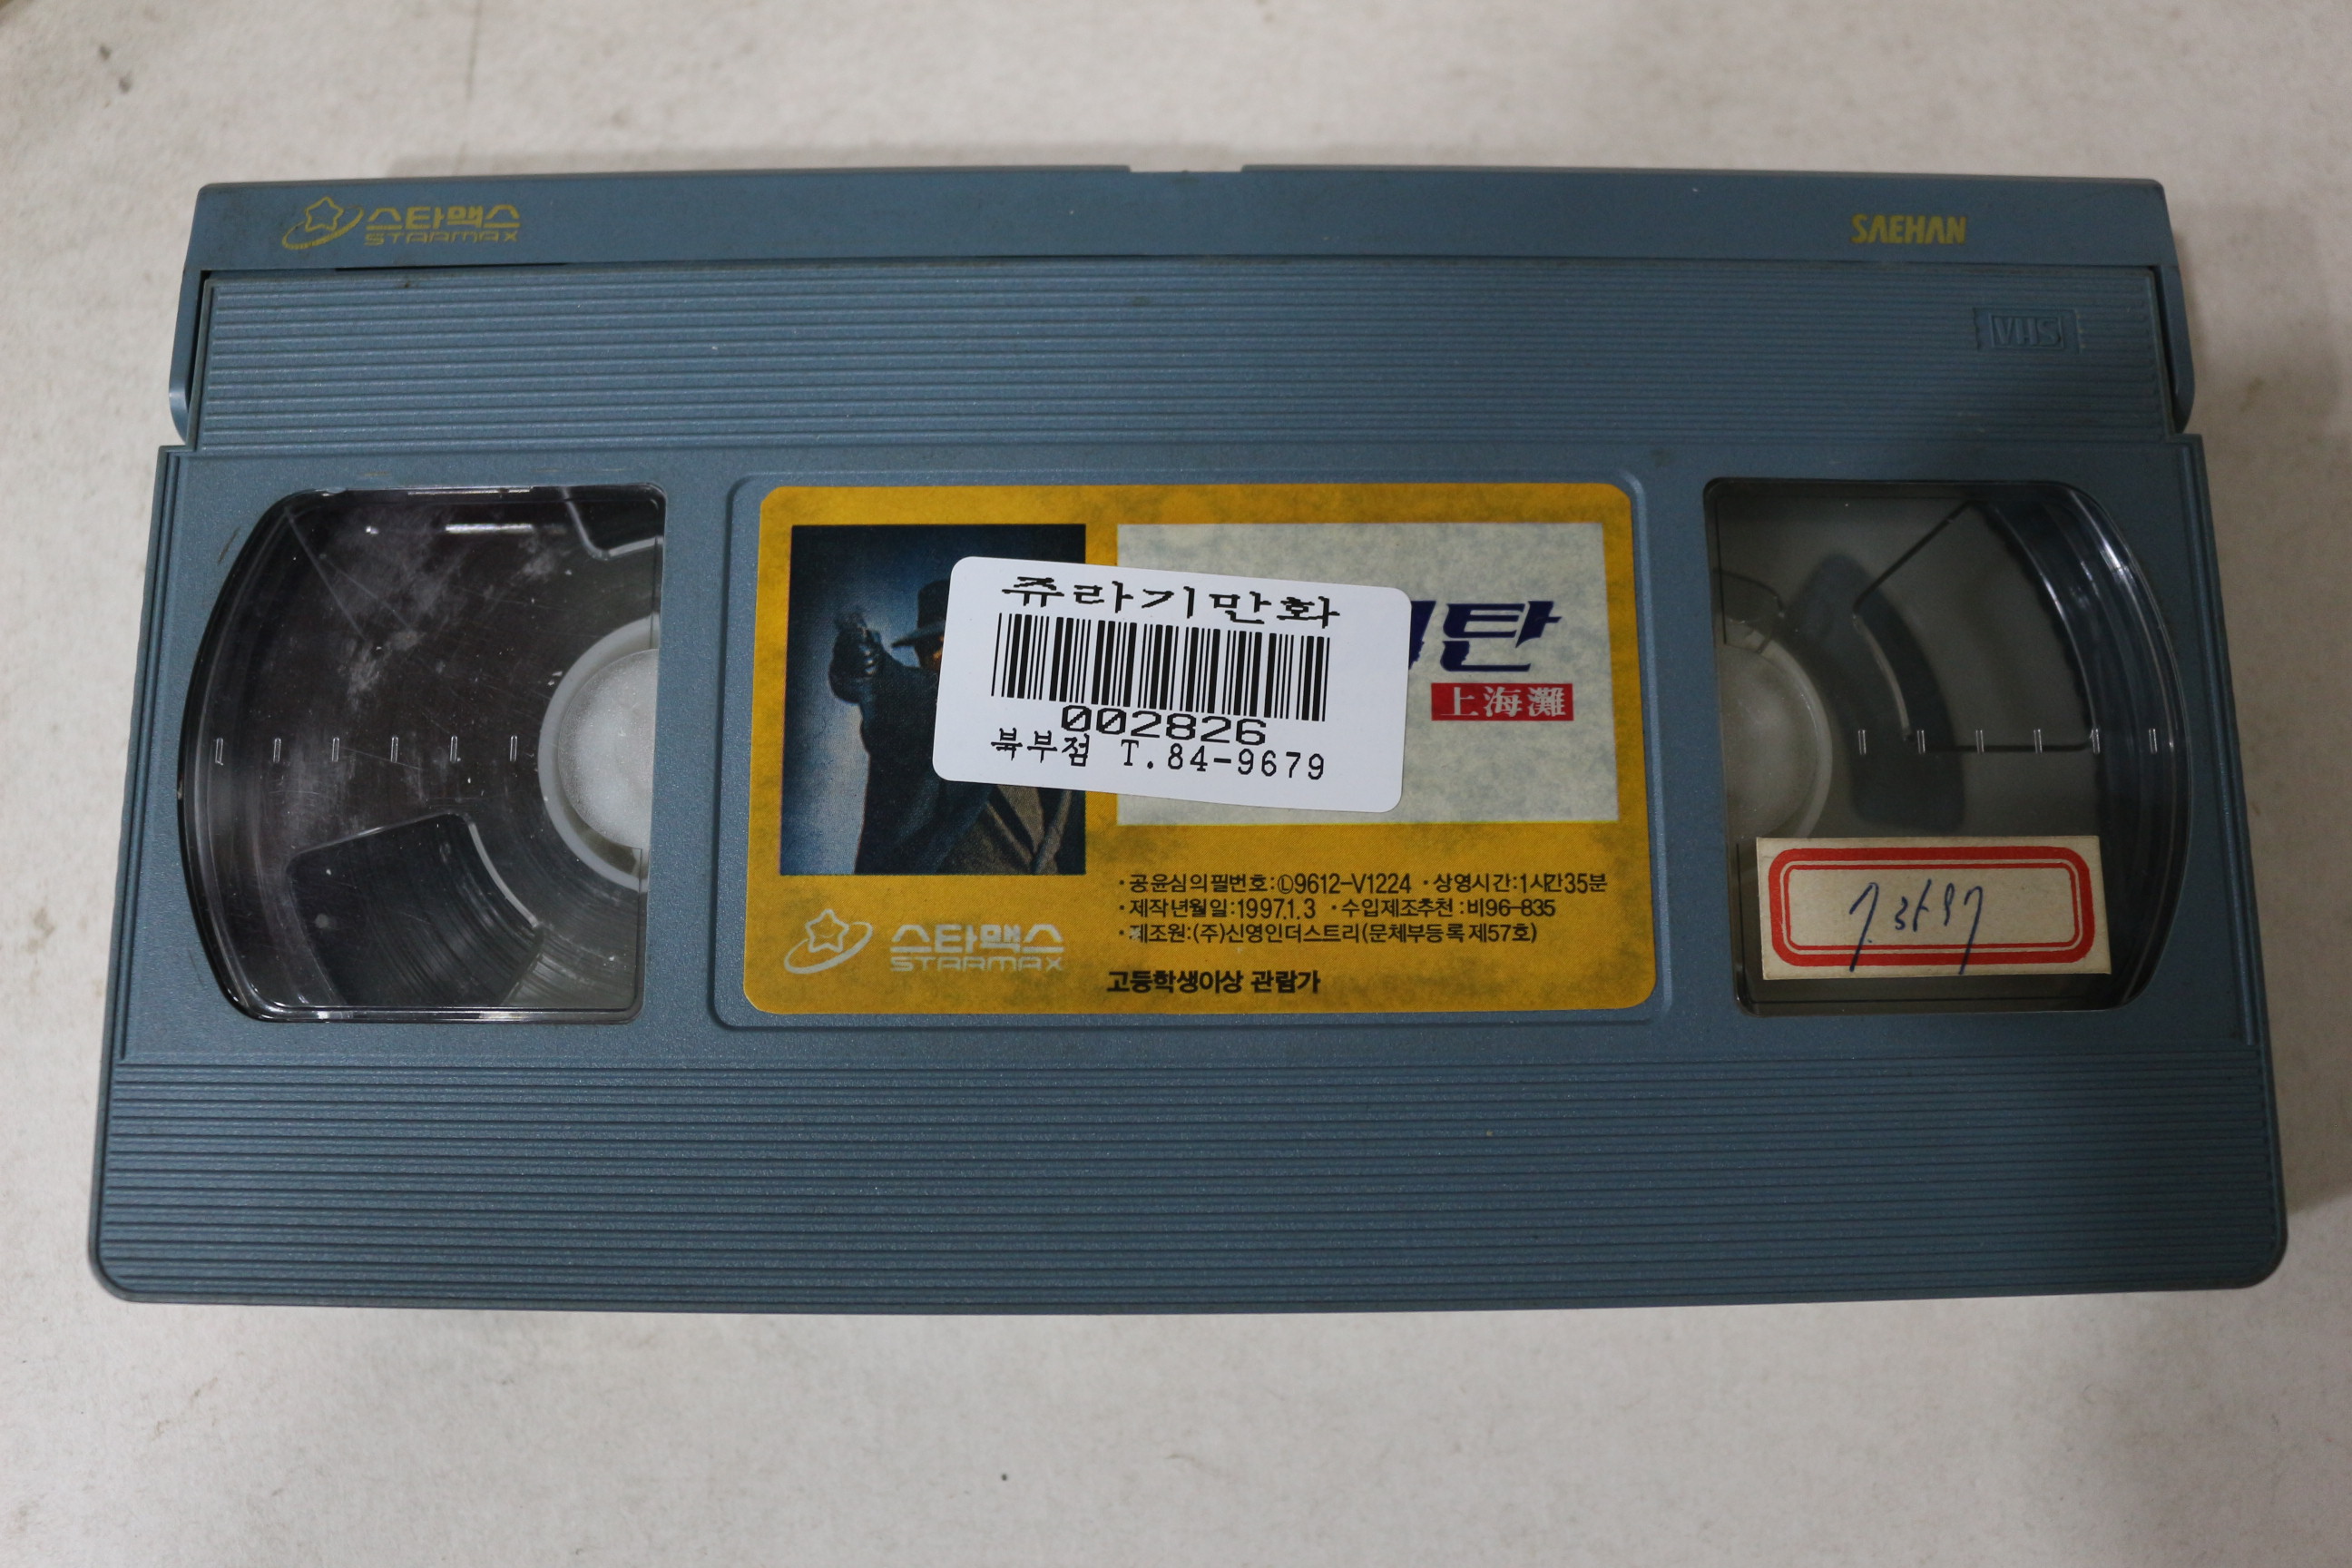 스타맥스
STARMAX
SAEHAN
VHS
쥬라기만화
002826
북부점 T.84-9679
탄
上海灘
·공윤심의필번호:Ⓛ9612-V1224 ·상영시간:1시간35분
·제작년월일:1997.1.3 ·수입제조추천:비96-835
·제조원:(주)신영인더스트리(문체부등록 제57호)
스타맥스
STARMAX
고등학생이상 관람가